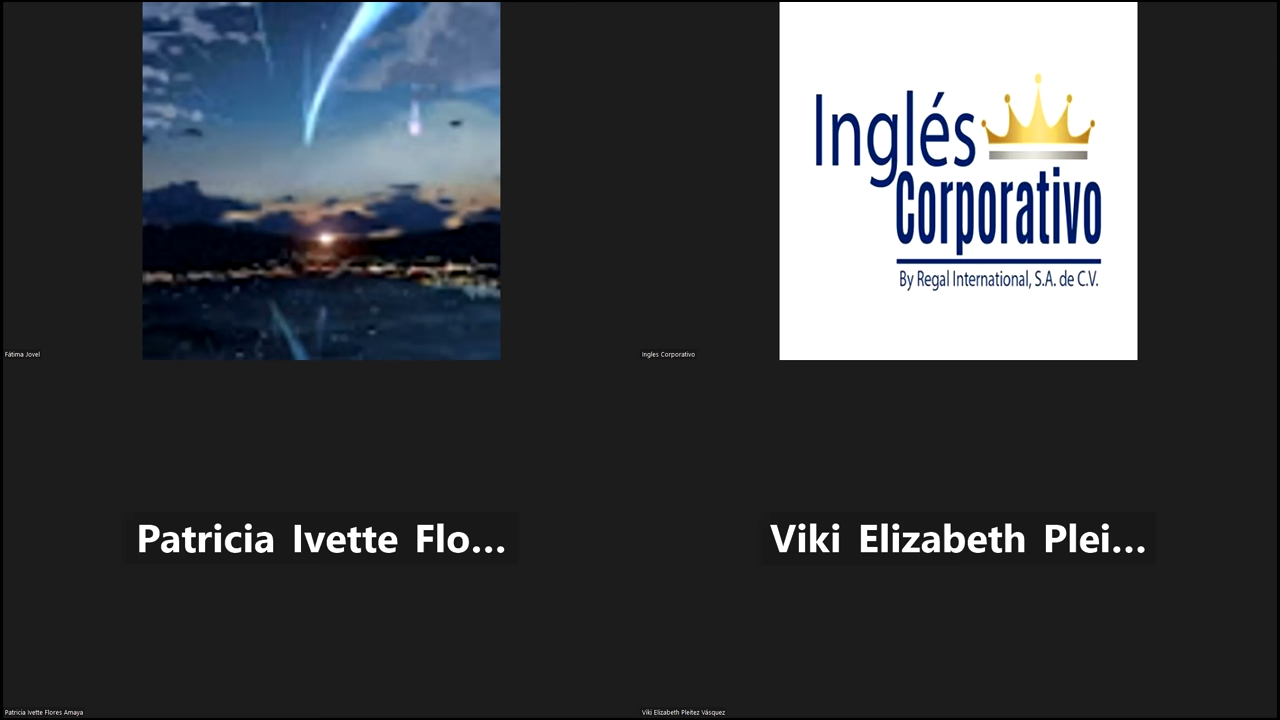 Inglés
Corporativo
By Regal International, S.A. de C.V.
Fátima Jovel
Ingles Corporativo
Patricia Ivette Flo...
Viki Elizabeth Plei...
Patricia Ivette Flores Amaya
Viki Elizabeth Pleitez Vásquez